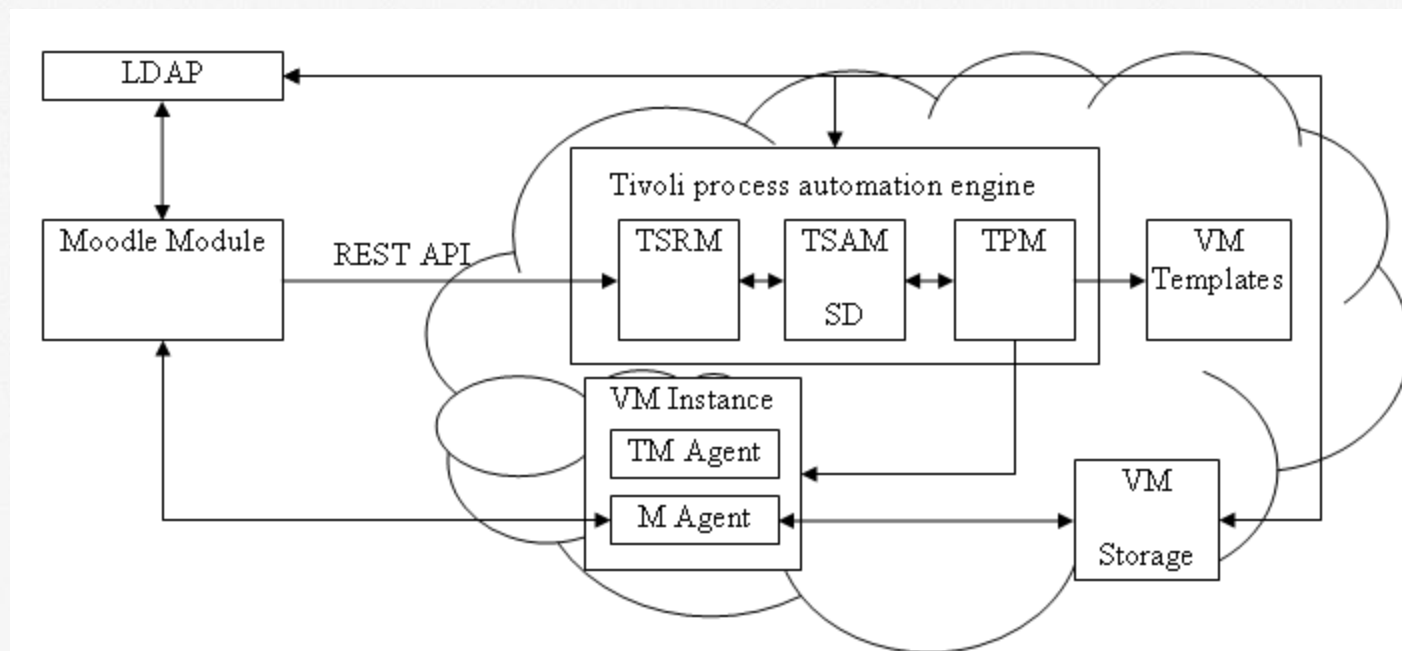 LDAP
Tivoli process automation engine
Moodle Module
REST API
TSRM
TSAM
SD
TPM
VM
Templates
VM Instance
TM Agent
M Agent
VM
Storage